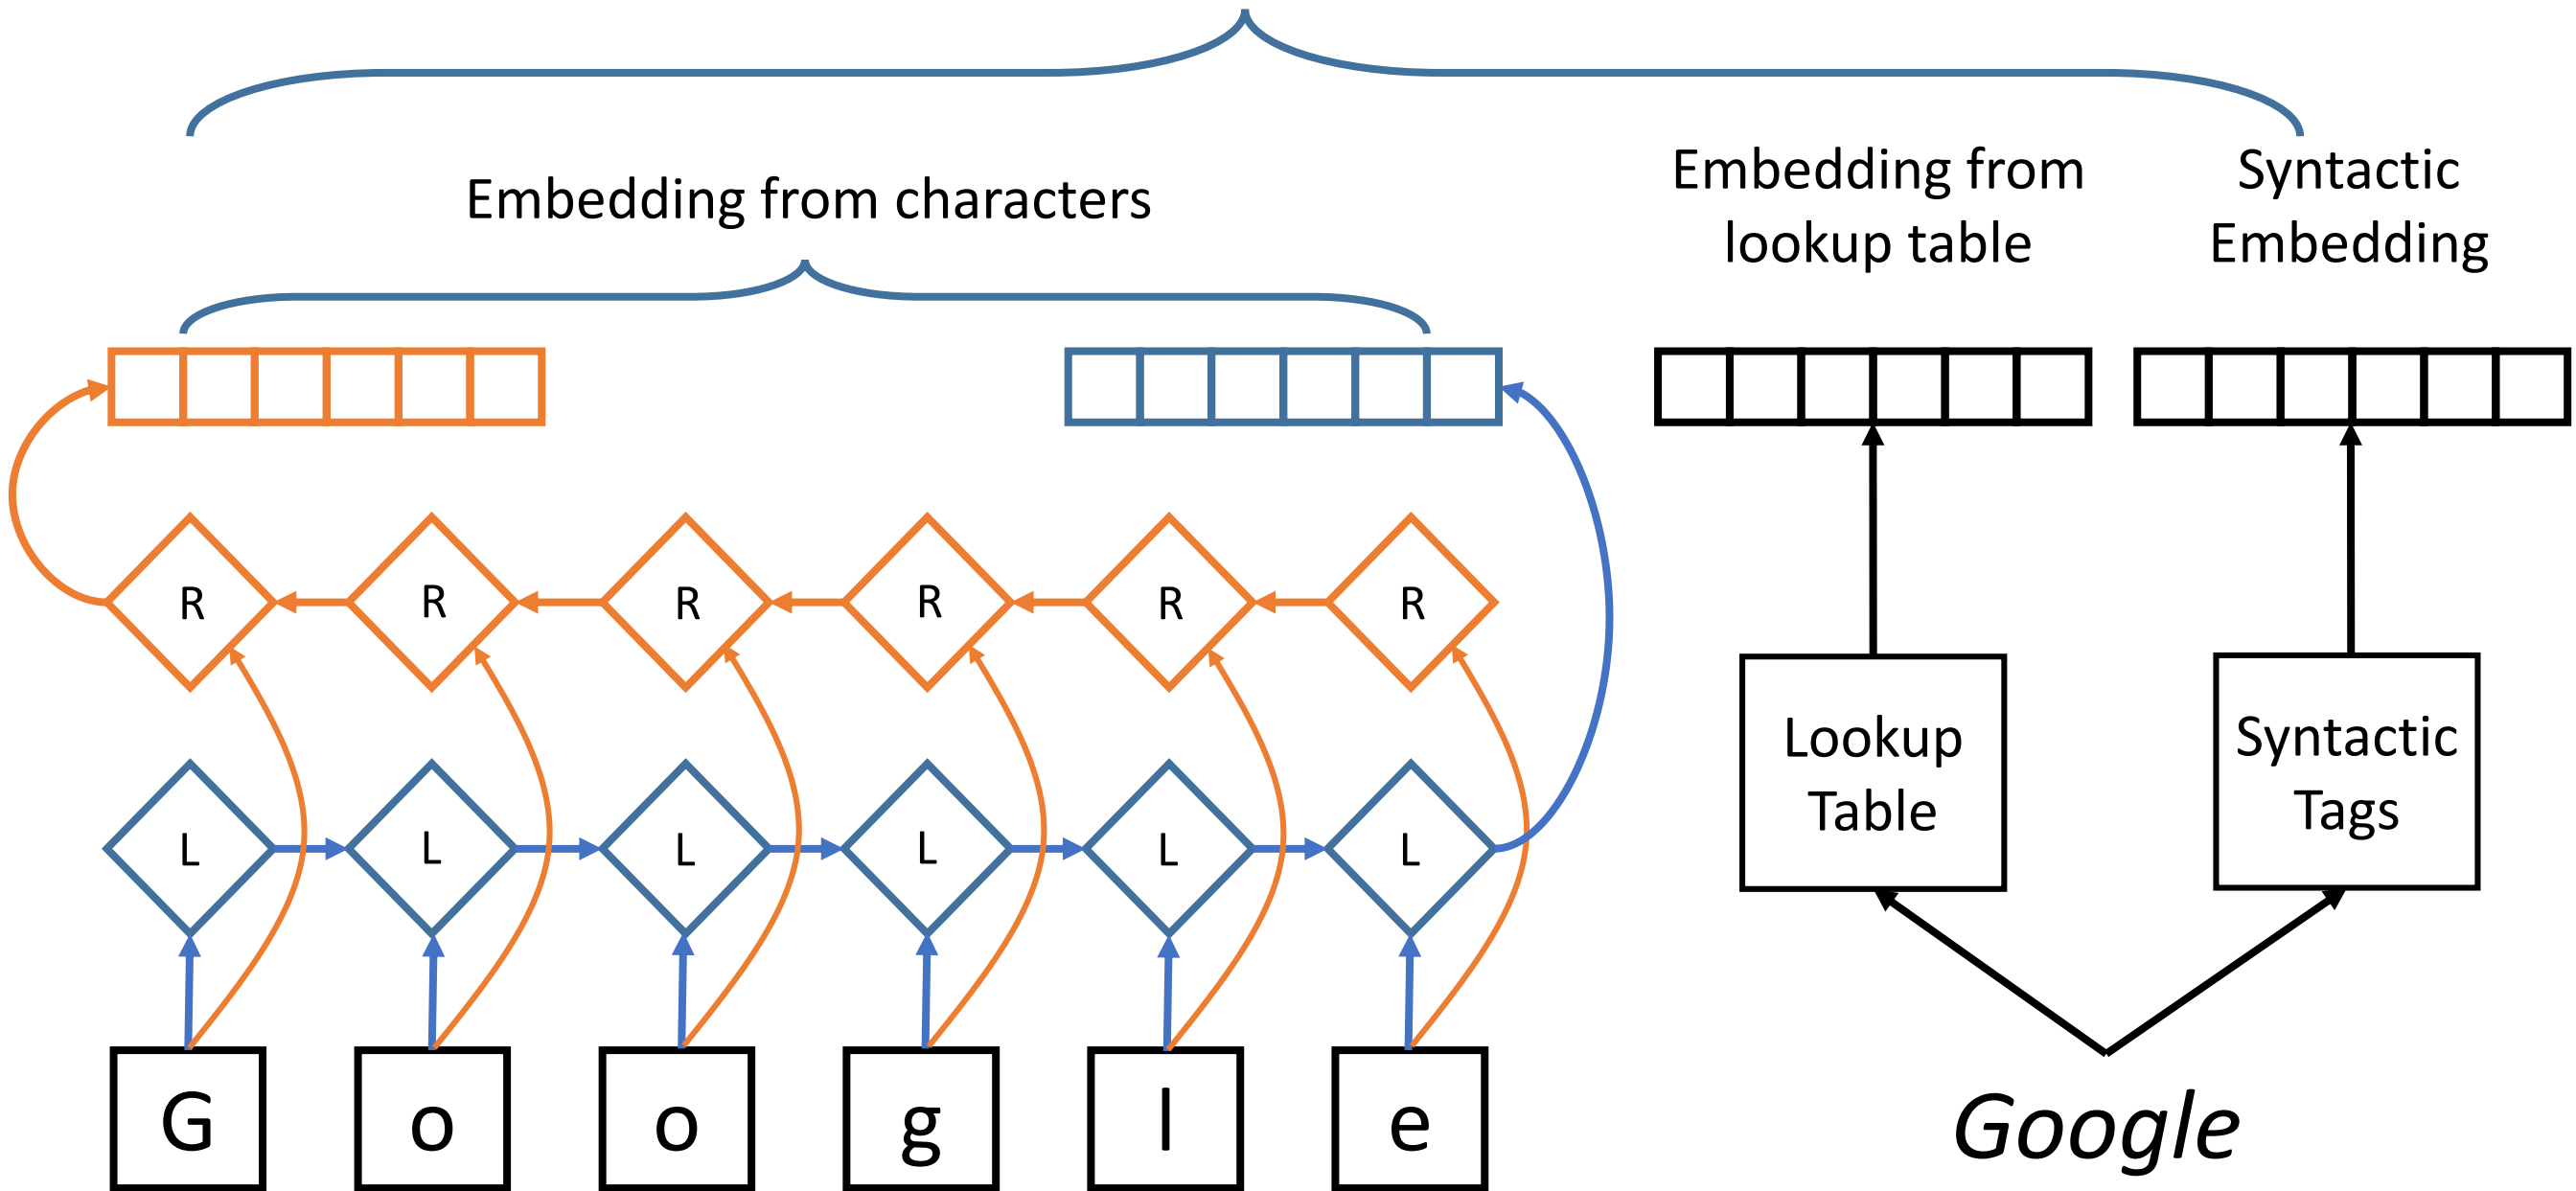 Embedding from characters
Embedding from
lookup table
Syntactic
Embedding
R R R R R R
L L L L L L
Lookup
Table
Syntactic
Tags
G o o g l e
Google